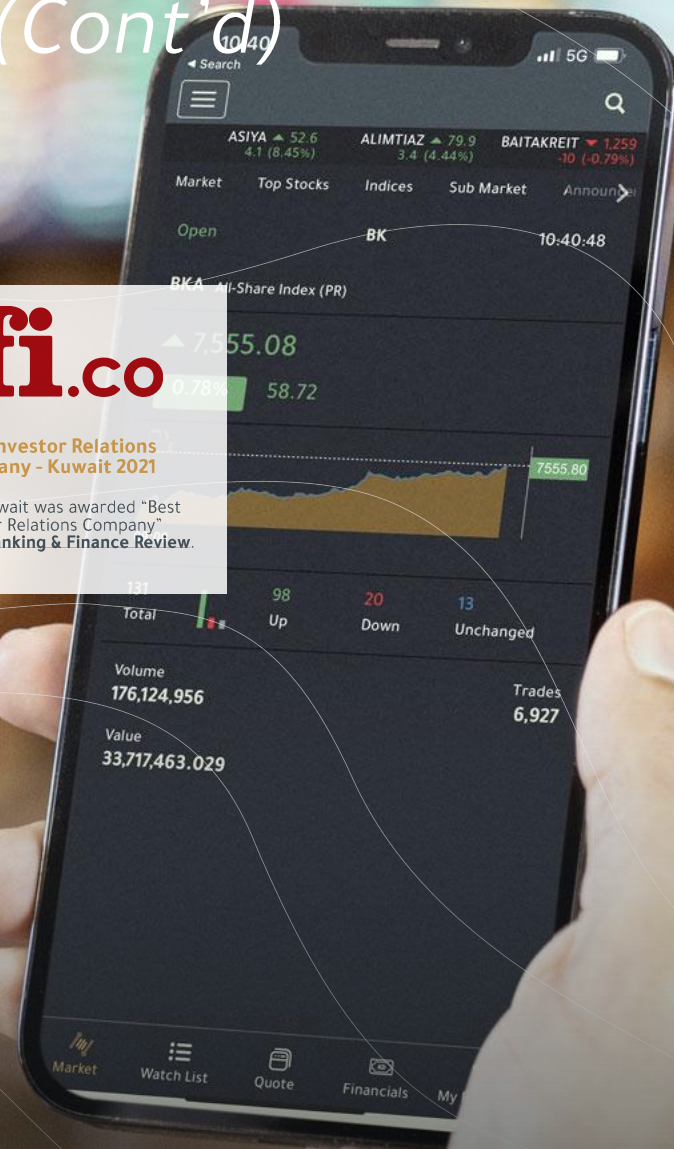 (Cont'd)
10:40
5G
◄ Search
ASIYA ▲ 52.6
4.1 (8.45%)
ALIMTIAZ ▲ 79.9
3.4 (4.44%)
BAITAKREIT ▼ 1,259
-10 (-0.79%)
Market Top Stocks Indices Sub Market
Open BK 10:40:48
BKA All-Share Index (PR)
▲ 7,555.08
0.78% 58.72
7555.80
fi.co
nvestor Relations
any - Kuwait 2021
wait was awarded “Best
r Relations Company”
nking & Finance Review.
131 98 20 13
Total Up Down Unchanged
Volume
176,124,956
Trades
6,927
Value
33,717,463.029
Market Watch List Quote Financials My